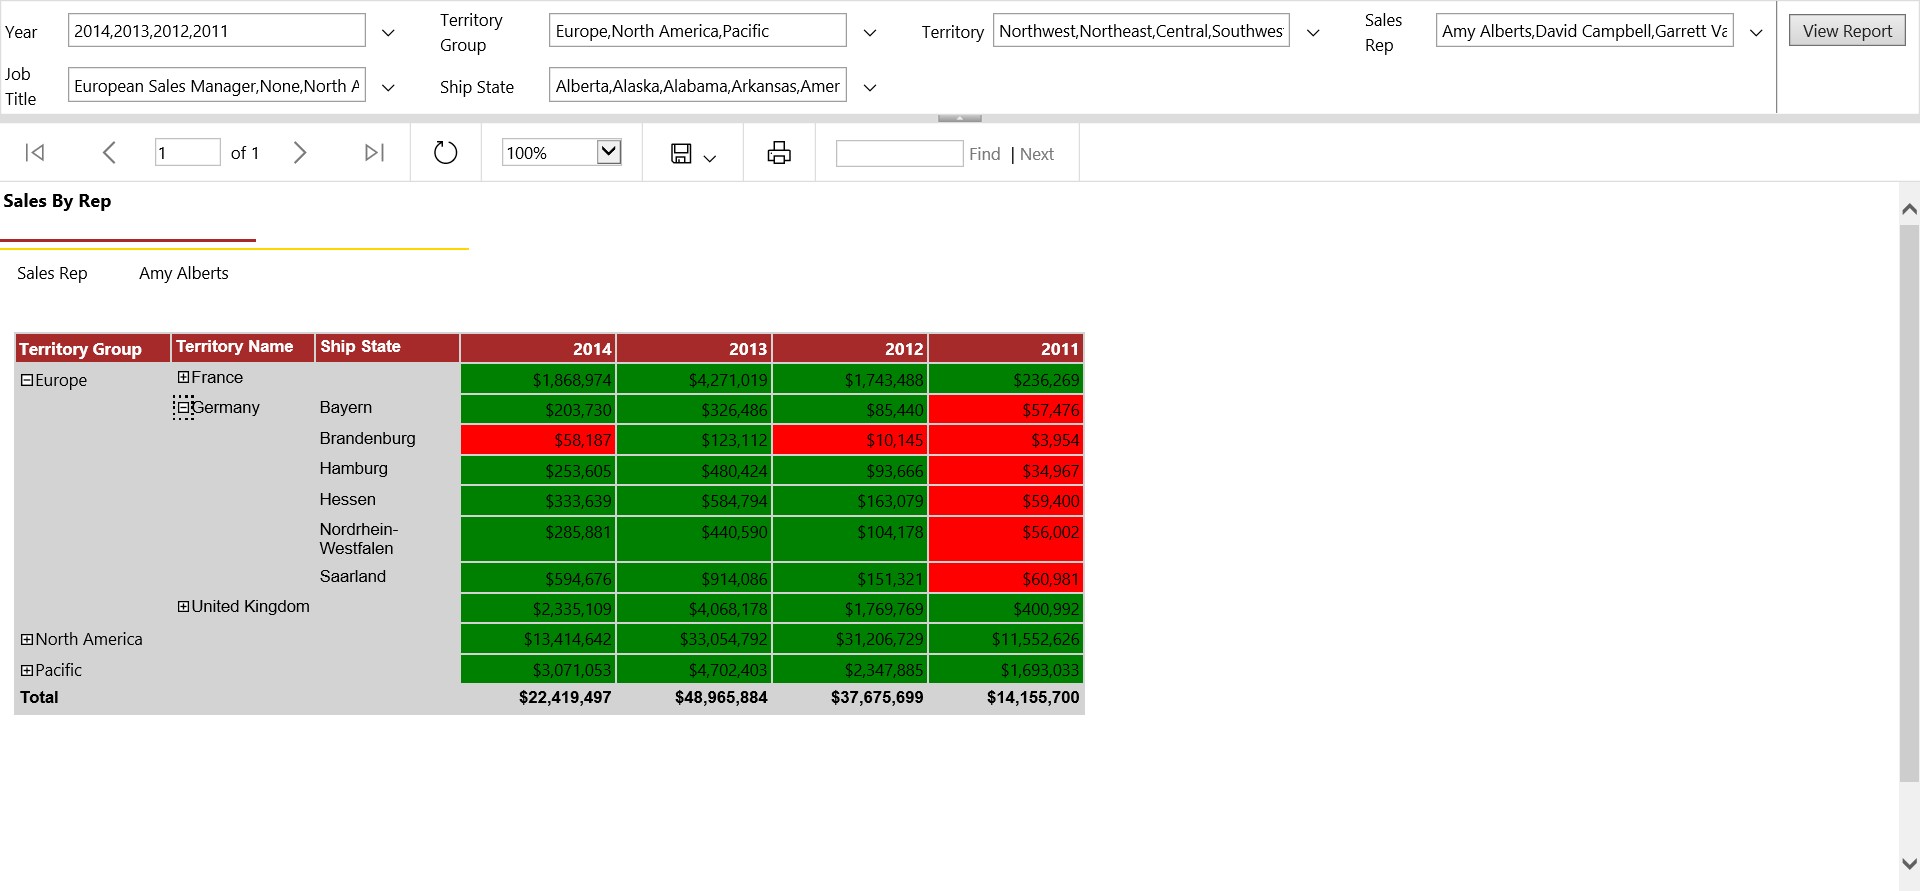 Year 2014,2013,2012,2011 Territory Group Europe,North America,Pacific Territory Northwest,Northeast,Central,Southwes Sales Rep Amy Alberts,David Campbell,Garrett Va View Report
Job Title European Sales Manager,None,North A Ship State Alberta,Alaska,Alabama,Arkansas,Amer
1 of 1 100% Find | Next
Sales By Rep
Sales Rep Amy Alberts
Territory Group Territory Name Ship State 2014 2013 2012 2011
Europe France $1,868,974 $4,271,019 $1,743,488 $236,269
Germany Bayern $203,730 $326,486 $85,440 $57,476
Brandenburg $58,187 $123,112 $10,145 $3,954
Hamburg $253,605 $480,424 $93,666 $34,967
Hessen $333,639 $584,794 $163,079 $59,400
Nordrhein-Westfalen $285,881 $440,590 $104,178 $56,002
Saarland $594,676 $914,086 $151,321 $60,981
United Kingdom $2,335,109 $4,068,178 $1,769,769 $400,992
North America $13,414,642 $33,054,792 $31,206,729 $11,552,626
Pacific $3,071,053 $4,702,403 $2,347,885 $1,693,033
Total $22,419,497 $48,965,884 $37,675,699 $14,155,700